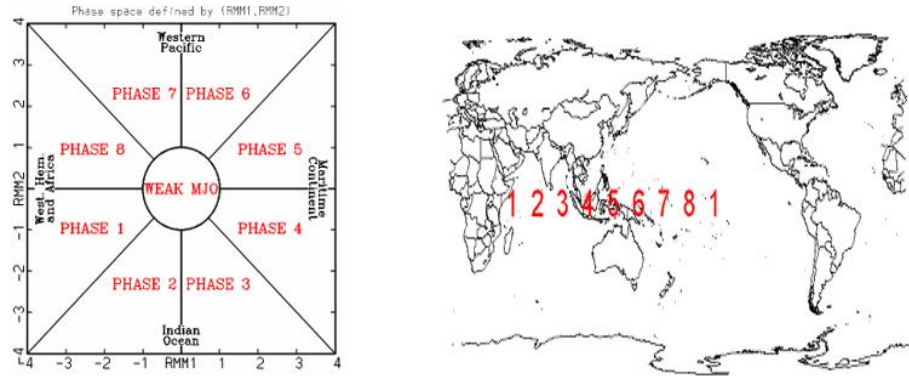 Phase space defined by (RMM1,RMM2)
4
Western
Pacific
3
PHASE 7 PHASE 6
2
1
PHASE 8 PHASE 5
RMM2
West. Hem.
and Africa
WEAK MJO
Maritime
Continent
-1
PHASE 1 PHASE 4
-2
PHASE 2 PHASE 3
-3
Indian
Ocean
-4
-4 -3 -2 -1 RMM1 1 2 3 4
1 2 3 4 5 6 7 8 1